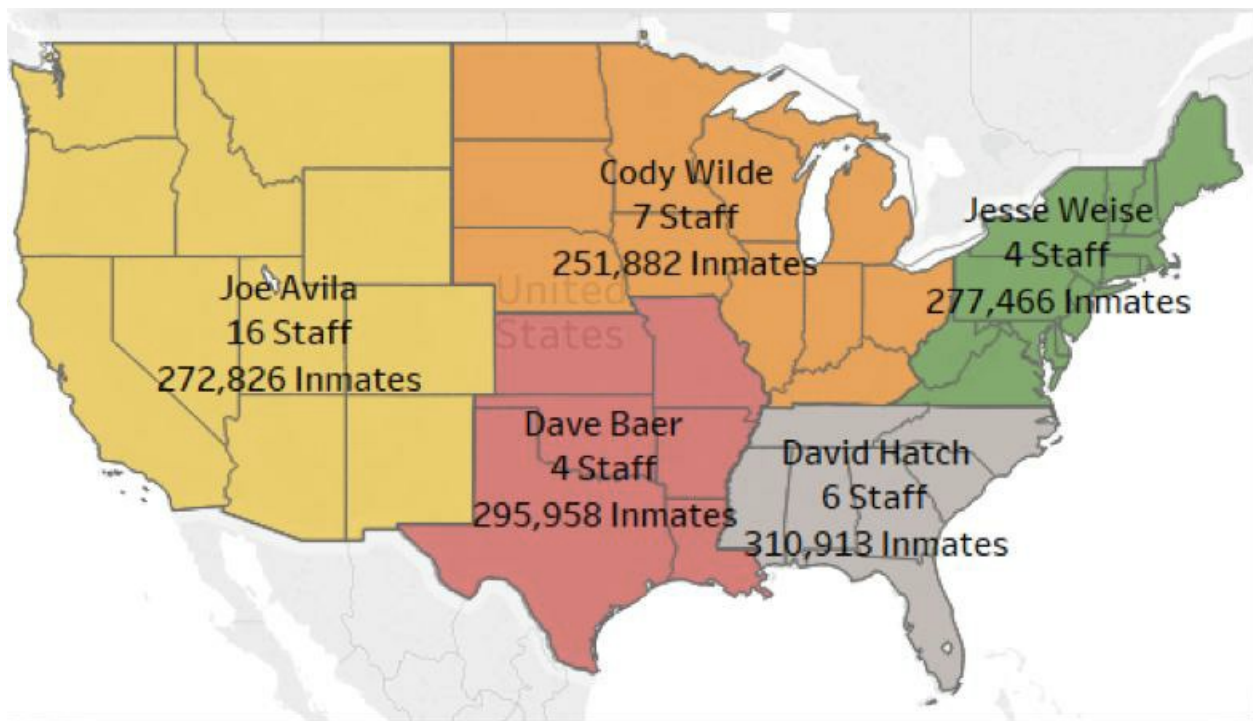 Cody Wilde
7 Staff
251,882 Inmates
Jesse Weise
4 Staff
277,466 Inmates
United
States
Joe Avila
16 Staff
272,826 Inmates
Dave Baer
4 Staff
295,958 Inmates
David Hatch
6 Staff
310,913 Inmates